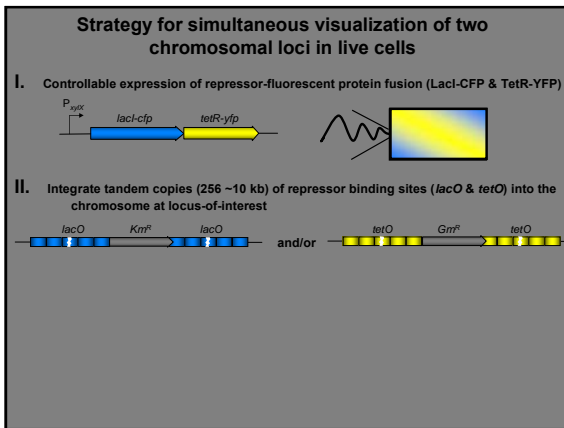 Strategy for simultaneous visualization of two
chromosomal loci in live cells
I. Controllable expression of repressor-fluorescent protein fusion (LacI-CFP & TetR-YFP)
PxylX
lacI-cfp tetR-yfp
II. Integrate tandem copies (256 ~10 kb) of repressor binding sites (lacO & tetO) into the
chromosome at locus-of-interest
lacO KmR lacO and/or tetO GmR tetO